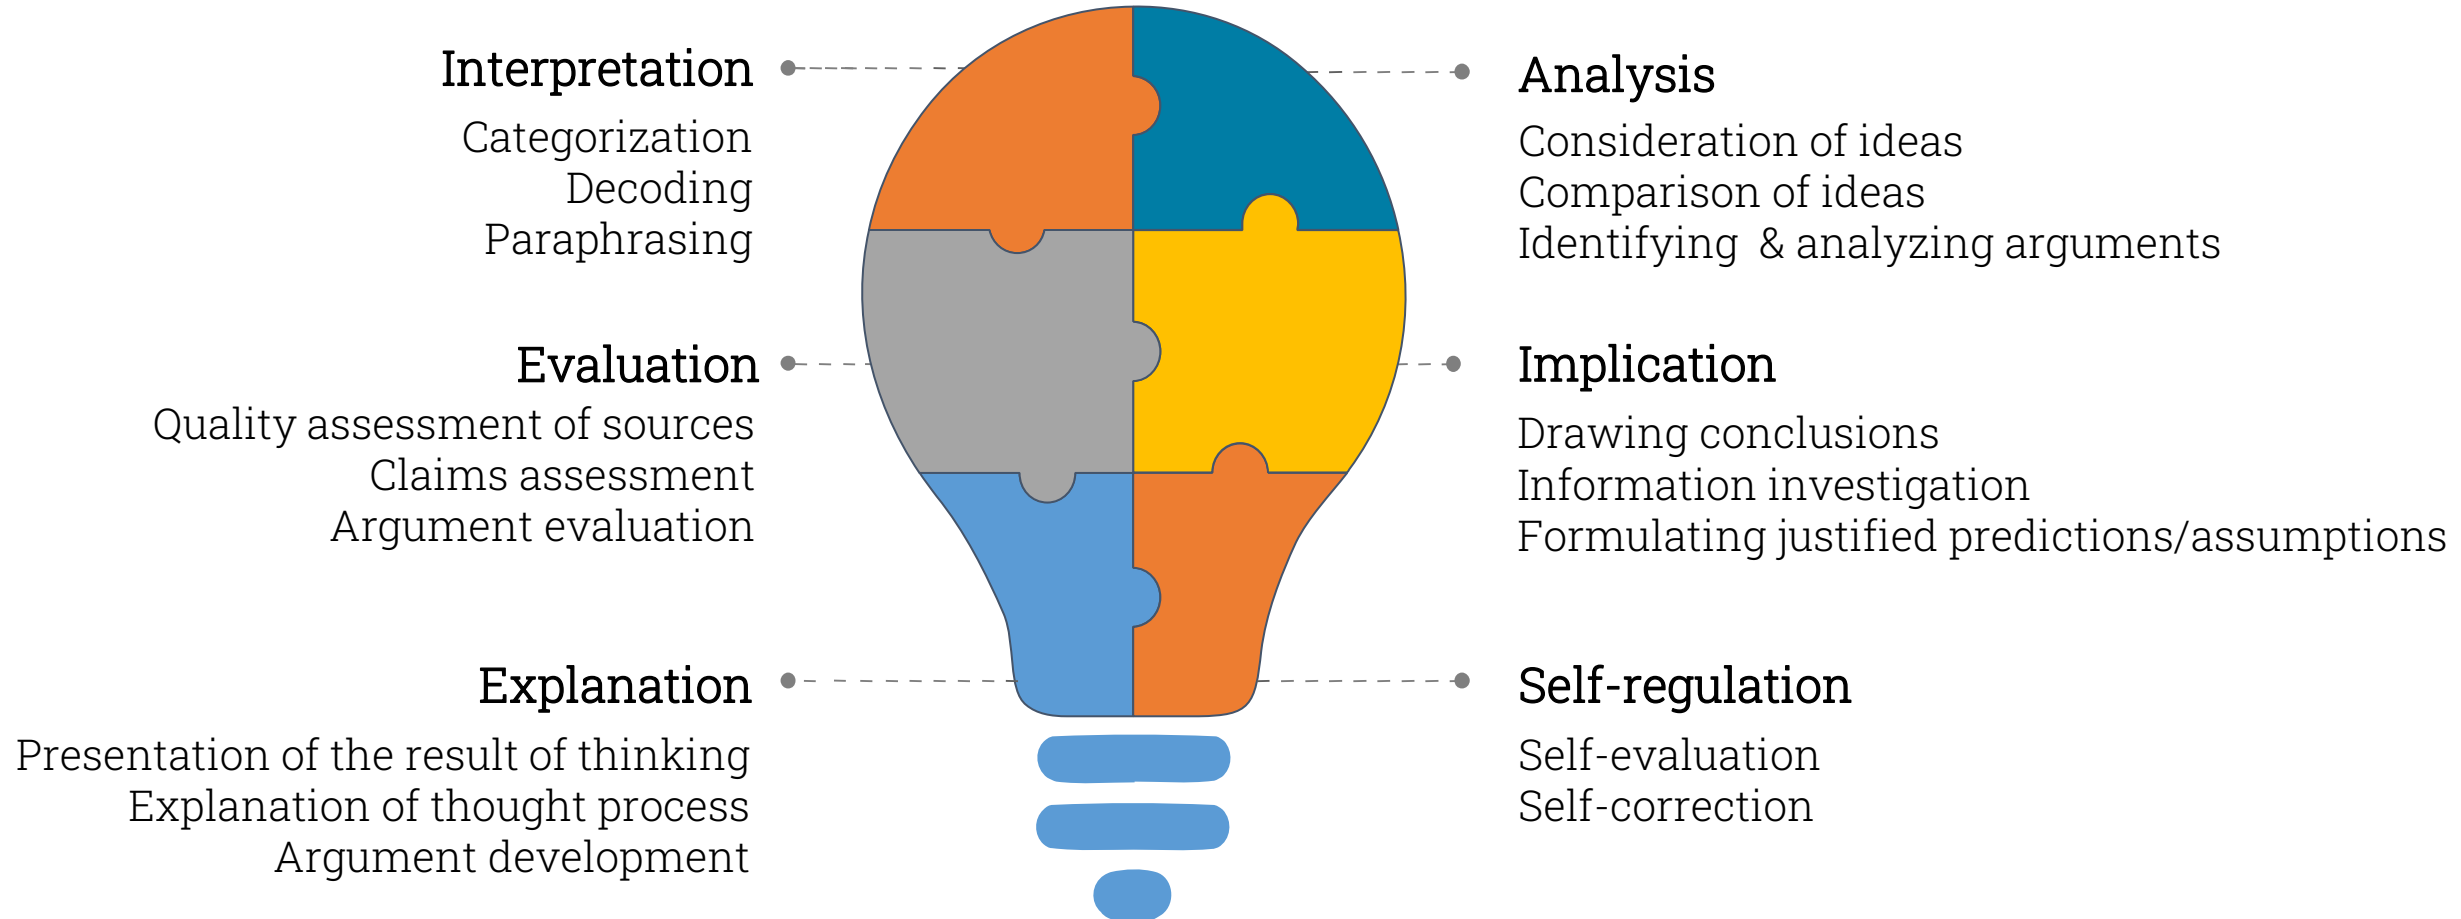 Interpretation
Categorization
Decoding
Paraphrasing
Analysis
Consideration of ideas
Comparison of ideas
Identifying  & analyzing arguments
Evaluation
Quality assessment of sources
Claims assessment
Argument evaluation
Implication
Drawing conclusions
Information investigation
Formulating justified predictions/assumptions
Explanation
Presentation of the result of thinking
Explanation of thought process
Argument development
Self-regulation
Self-evaluation
Self-correction